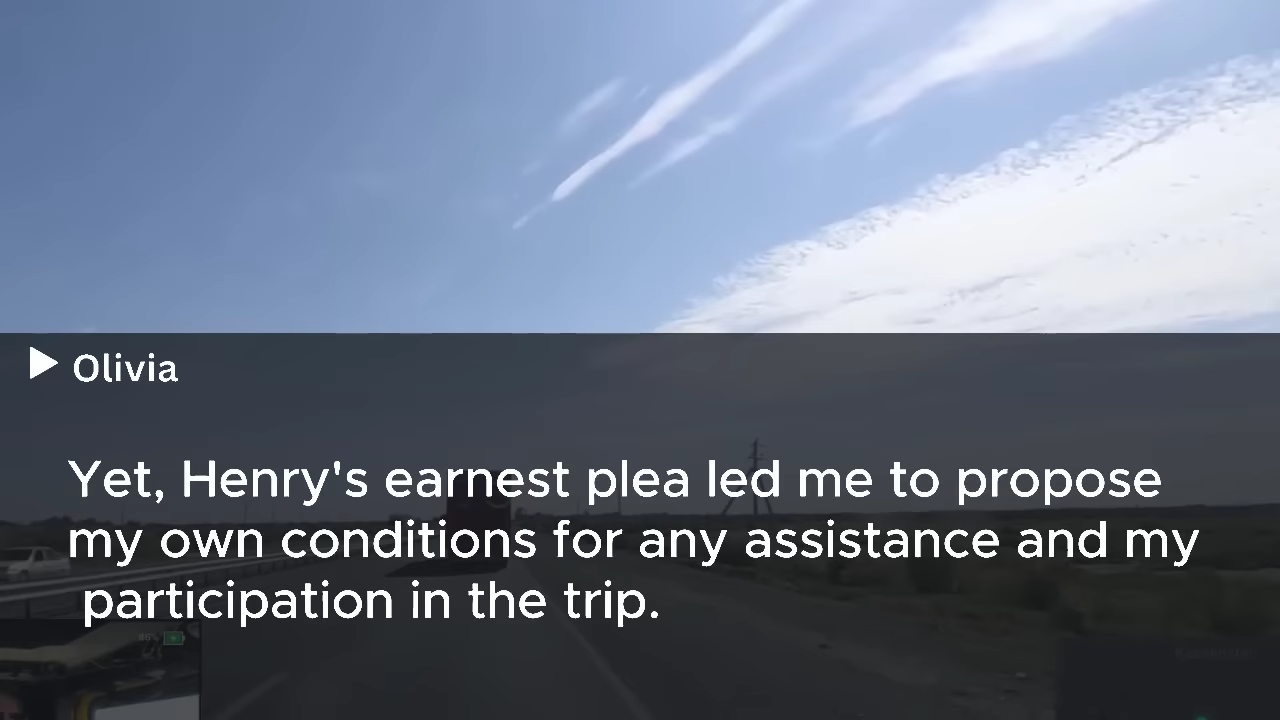 Olivia
Yet, Henry's earnest plea led me to propose
my own conditions for any assistance and my
participation in the trip.